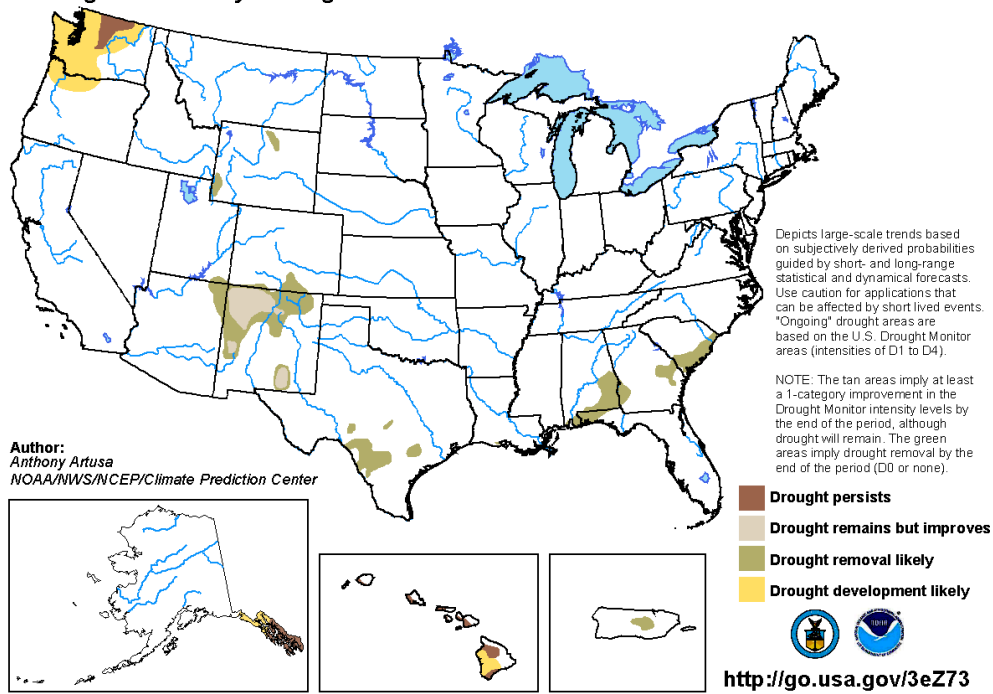 Depicts large-scale trends based
on subjectively derived probabilities
guided by short- and long-range
statistical and dynamical forecasts.
Use caution for applications that
can be affected by short lived events.
"Ongoing" drought areas are
based on the U.S. Drought Monitor
areas (intensities of D1 to D4).
NOTE: The tan areas imply at least
a 1-category improvement in the
Drought Monitor intensity levels by
the end of the period, although
drought will remain. The green
areas imply drought removal by the
end of the period (D0 or none).
Author:
Anthony Artusa
NOAA/NWS/NCEP/Climate Prediction Center
Drought persists
Drought remains but improves
Drought removal likely
Drought development likely
http://go.usa.gov/3eZ73